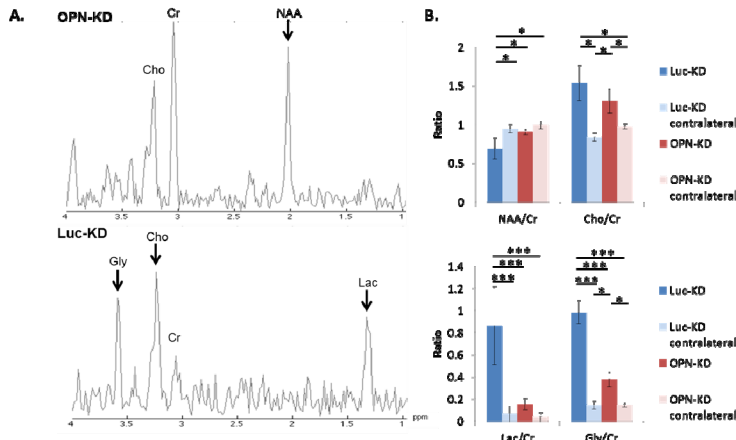 A.
OPN-KD
Cr
NAA
Cho
4
3.5
3
2.5
2
1.5
1
Luc-KD
Gly
Cho
Cr
Lac
4
3.5
3
2.5
2
1.5
1
ppm
B.
*
*
*
*
*
*
*
2
1.5
1
0.5
0
Ratio
NAA/Cr
Cho/Cr
Luc-KD
Luc-KD
contralateral
OPN-KD
OPN-KD
contralateral
***
***
***
***
***
***
*
*
1.4
1.2
1
0.8
0.6
0.4
0.2
0
Ratio
Lac/Cr
Gly/Cr
Luc-KD
Luc-KD
contralateral
OPN-KD
OPN-KD
contralateral